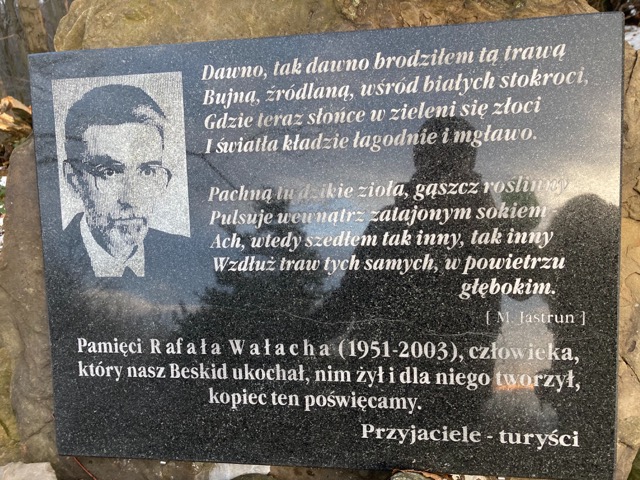 Dawno, tak dawno brodziłem tą trawą
Bujną, źródlaną, wśród białych stokroci,
Gdzie teraz słońce w zieleni się złoci
I światła kładzie łagodnie i mgławo.
Pachną tu dzikie zioła, gąszcz roślinny
Pulsuje wewnątrz zatajonym sokiem -
Ach, wtedy szedłem tak inny, tak inny
Wzdłuż traw tych samych, w powietrzu
głębokim.
[ M. Jastrun ]
Pamięci Rafała Wałacha (1951-2003), człowieka,
który nasz Beskid ukochał, nim żył i dla niego tworzył,
kopiec ten poświęcamy.
Przyjaciele - turyści